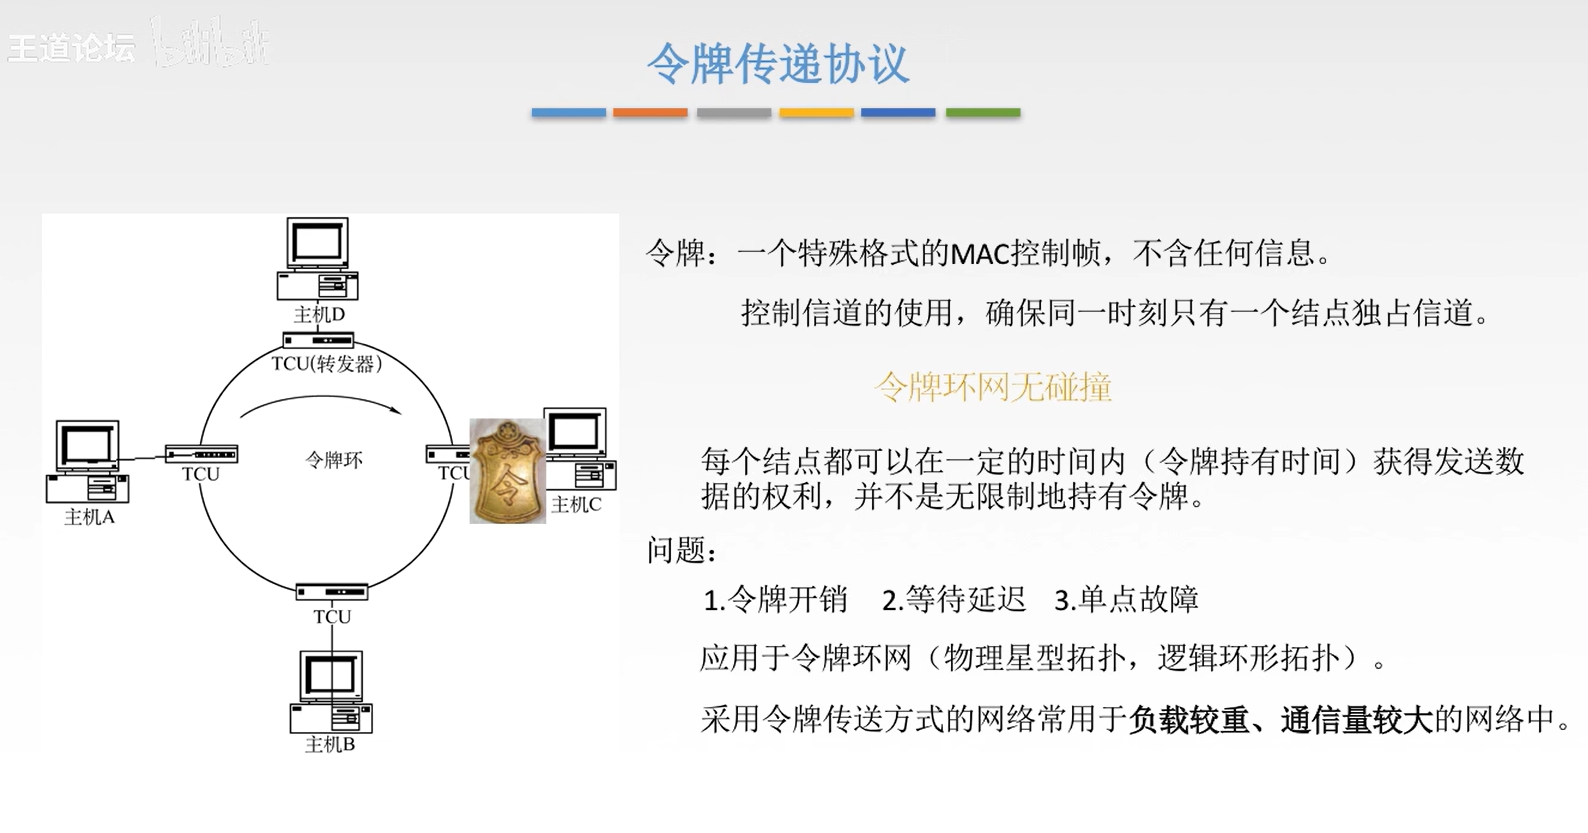 王道论坛 bilibili
令牌传递协议
令牌：一个特殊格式的MAC控制帧，不含任何信息。
控制信道的使用，确保同一时刻只有一个结点独占信道。
令牌环网无碰撞
每个结点都可以在一定的时间内（令牌持有时间）获得发送数
据的权利，并不是无限制地持有令牌。
问题：
1.令牌开销 2.等待延迟 3.单点故障
应用于令牌环网（物理星型拓扑，逻辑环形拓扑）。
采用令牌传送方式的网络常用于负载较重、通信量较大的网络中。
主机D
TCU(转发器)
令牌环
TCU
主机A
TCU
令
主机C
TCU
主机B